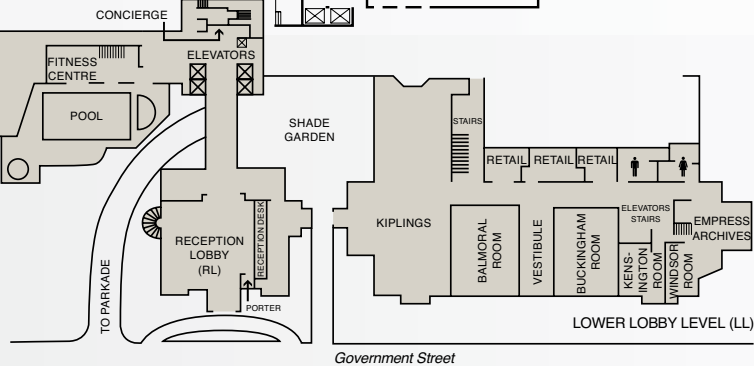 CONCIERGE
ELEVATORS
FITNESS
CENTRE
POOL
SHADE
GARDEN
STAIRS
RETAIL
RETAIL
RETAIL
KIPLINGS
BALMORAL
ROOM
VESTIBULE
BUCKINGHAM
ROOM
ELEVATORS
STAIRS
KENS-
INGTON
ROOM
WINDSOR
ROOM
EMPRESS
ARCHIVES
RECEPTION
LOBBY
(RL)
RECEPTION DESK
PORTER
TO PARKADE
LOWER LOBBY LEVEL (LL)
Government Street